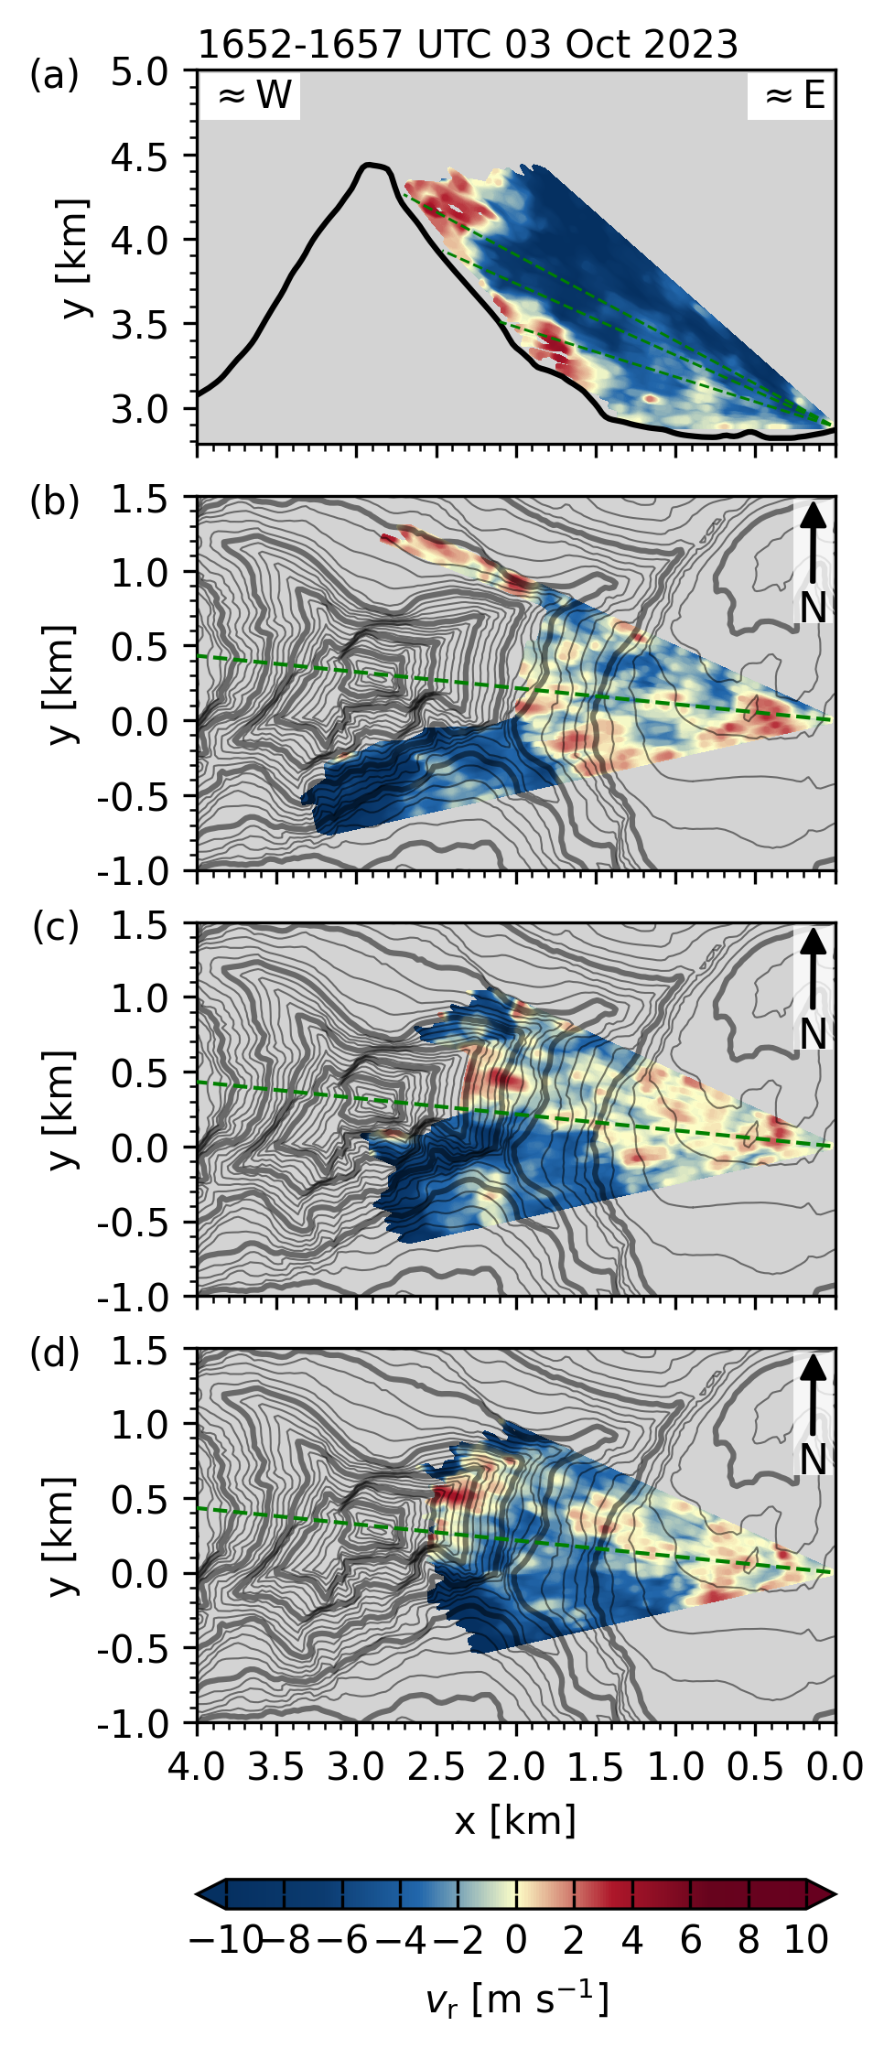 1652-1657 UTC 03 Oct 2023
(a)
≈W
≈E
5.0
4.5
4.0
3.5
3.0
y [km]
(b)
1.5
1.0
0.5
0.0
-0.5
-1.0
y [km]
N
(c)
1.5
1.0
0.5
0.0
-0.5
-1.0
y [km]
N
(d)
1.5
1.0
0.5
0.0
-0.5
-1.0
y [km]
N
4.0 3.5 3.0 2.5 2.0 1.5 1.0 0.5 0.0
x [km]
−10 −8 −6 −4 −2 0 2 4 6 8 10
vr [m s⁻¹]